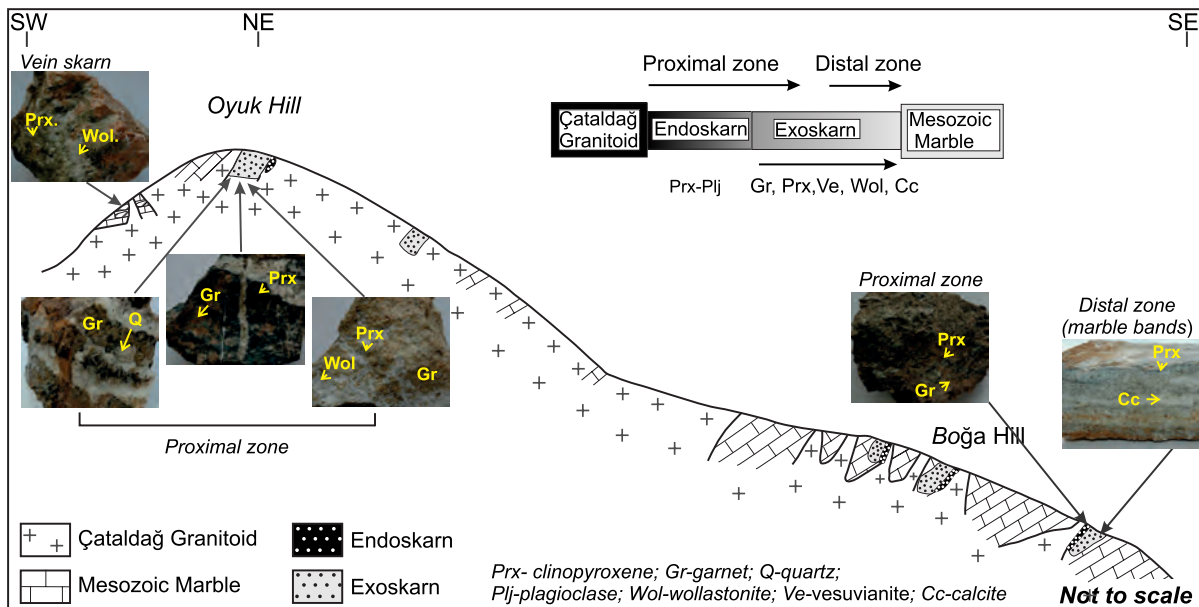 SW
NE
SE
Vein skarn
Prx.
Wol.
Oyuk Hill
Proximal zone
Distal zone
Çataldağ
Granitoid
Endoskarn
Exoskarn
Mesozoic
Marble
Prx-Plj
Gr, Prx,Ve, Wol, Cc
Gr
Q
Gr
Prx
Prx
Wol
Gr
Proximal zone
Proximal zone
Prx
Gr
Distal zone
(marble bands)
Prx
Cc
Boğa Hill
Çataldağ Granitoid
Endoskarn
Mesozoic Marble
Exoskarn
Prx- clinopyroxene; Gr-garnet; Q-quartz;
Plj-plagioclase; Wol-wollastonite; Ve-vesuvianite; Cc-calcite
Not to scale